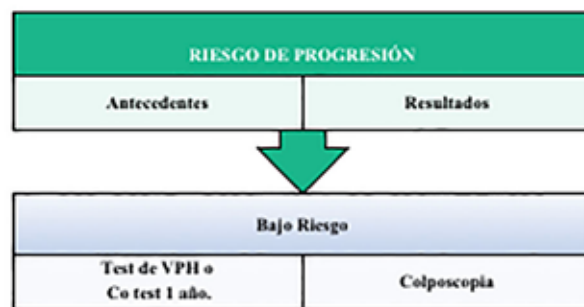 RIESGO DE PROGRESIÓN
Antecedentes
Resultados
Bajo Riesgo
Test de VPH o
Co test 1 año.
Colposcopia